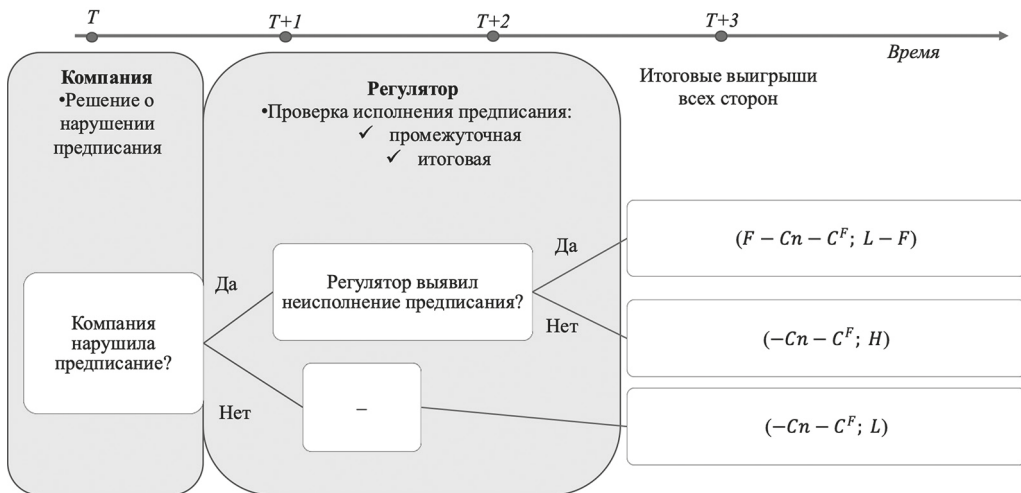 T
T+1
T+2
T+3
Время
Компания
•Решение о
нарушении
предписания
Регулятор
•Проверка исполнения предписания:
✓ промежуточная
✓ итоговая
Итоговые выигрыши
всех сторон
Компания
нарушила
предписание?
Да
Нет
Регулятор выявил
неисполнение предписания?
–
Да
Нет
(F − Cn − C^F; L − F)
(−Cn − C^F; H)
(−Cn − C^F; L)